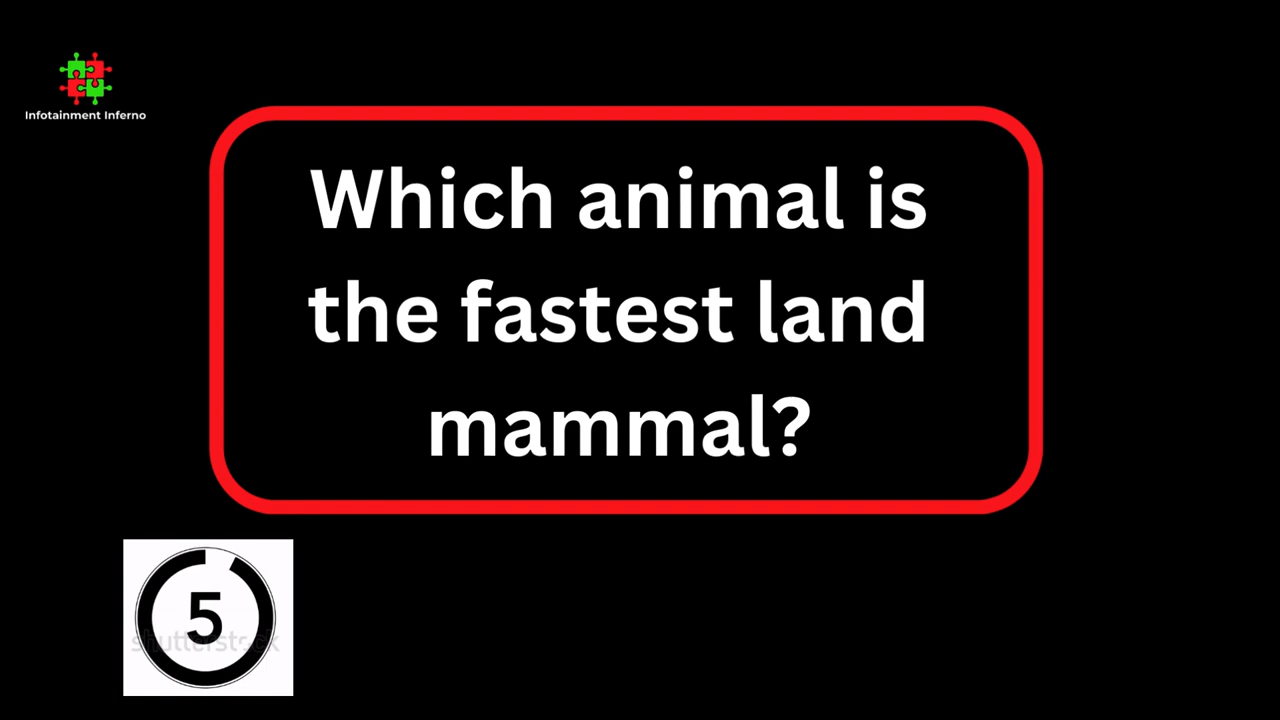 Infotainment Inferno
Which animal is
the fastest land
mammal?
5
shutterstock